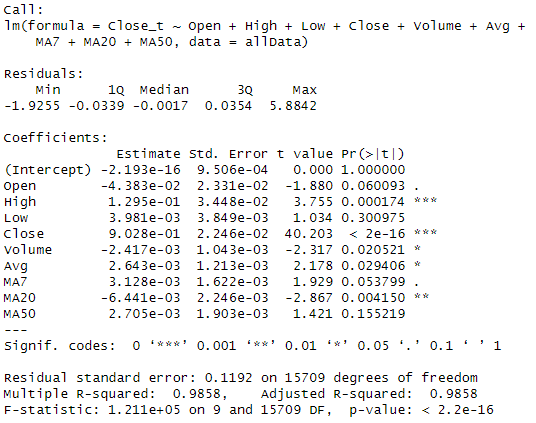 Call:
lm(formula = Close_t ~ Open + High + Low + Close + Volume + Avg +
    MA7 + MA20 + MA50, data = allData)

Residuals:
    Min      1Q  Median      3Q     Max
-1.9255 -0.0339 -0.0017  0.0354  5.8842

Coefficients:
              Estimate Std. Error t value Pr(>|t|)
(Intercept) -2.193e-16  9.506e-04   0.000 1.000000
Open        -4.383e-02  2.331e-02  -1.880 0.060093 .
High         1.295e-01  3.448e-02   3.755 0.000174 ***
Low          3.981e-03  3.849e-03   1.034 0.300975
Close        9.028e-01  2.246e-02  40.203  < 2e-16 ***
Volume      -2.417e-03  1.043e-03  -2.317 0.020521 *
Avg          2.643e-03  1.213e-03   2.178 0.029406 *
MA7          3.128e-03  1.622e-03   1.929 0.053799 .
MA20        -6.441e-03  2.246e-03  -2.867 0.004150 **
MA50         2.705e-03  1.903e-03   1.421 0.155219
---
Signif. codes:  0 ‘***’ 0.001 ‘**’ 0.01 ‘*’ 0.05 ‘.’ 0.1 ‘ ’ 1

Residual standard error: 0.1192 on 15709 degrees of freedom
Multiple R-squared:  0.9858,    Adjusted R-squared:  0.9858
F-statistic: 1.211e+05 on 9 and 15709 DF,  p-value: < 2.2e-16